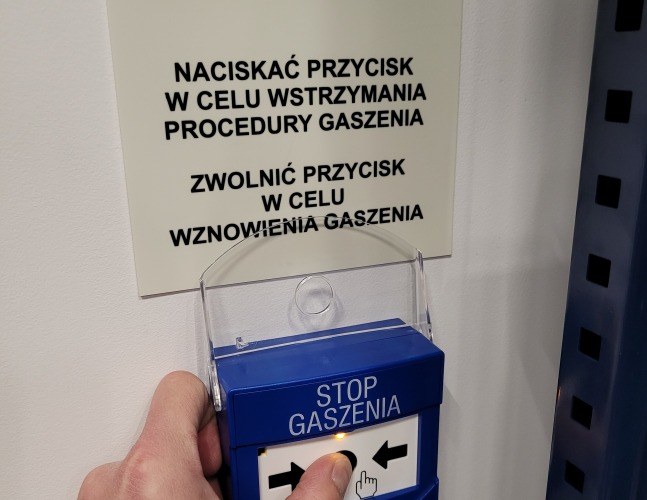 NACISKAĆ PRZYCISK
W CELU WSTRZYMANIA
PROCEDURY GASZENIA
ZWOLNIĆ PRZYCISK
W CELU
WZNOWIENIA GASZENIA
STOP
GASZENIA